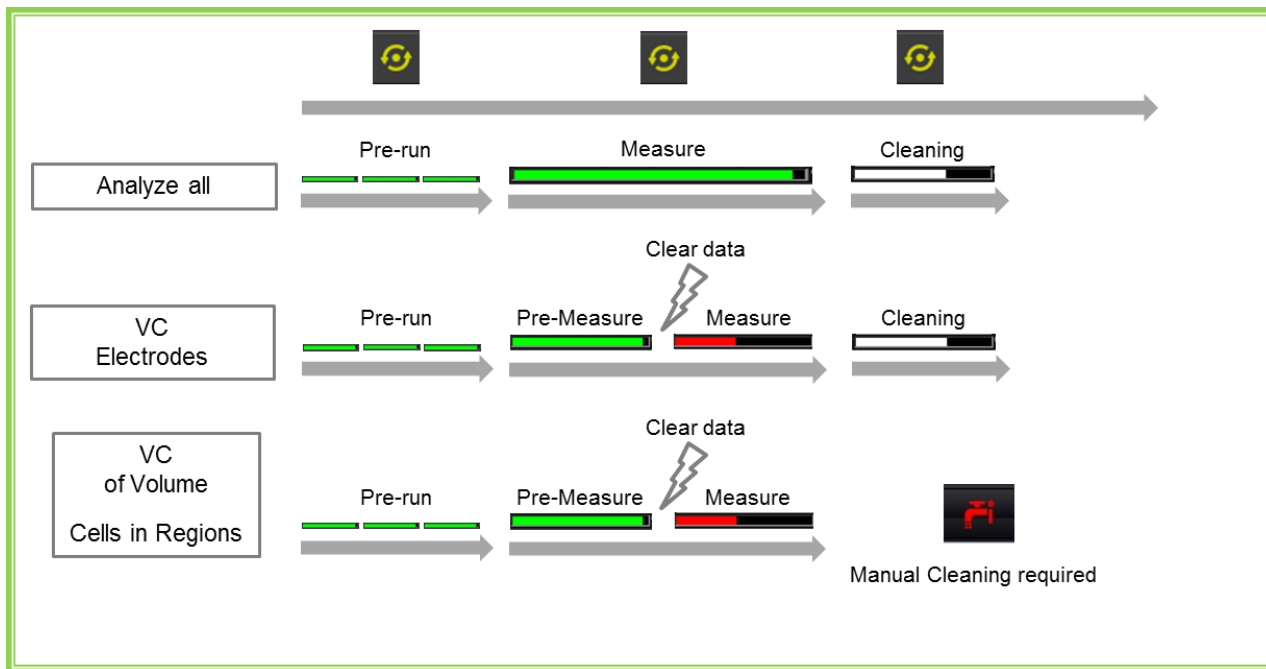 Pre-run
Measure
Cleaning
Analyze all
Clear data
VC
Electrodes
Pre-run
Pre-Measure
Measure
Cleaning
Clear data
VC
of Volume
Cells in Regions
Pre-run
Pre-Measure
Measure
Manual Cleaning required